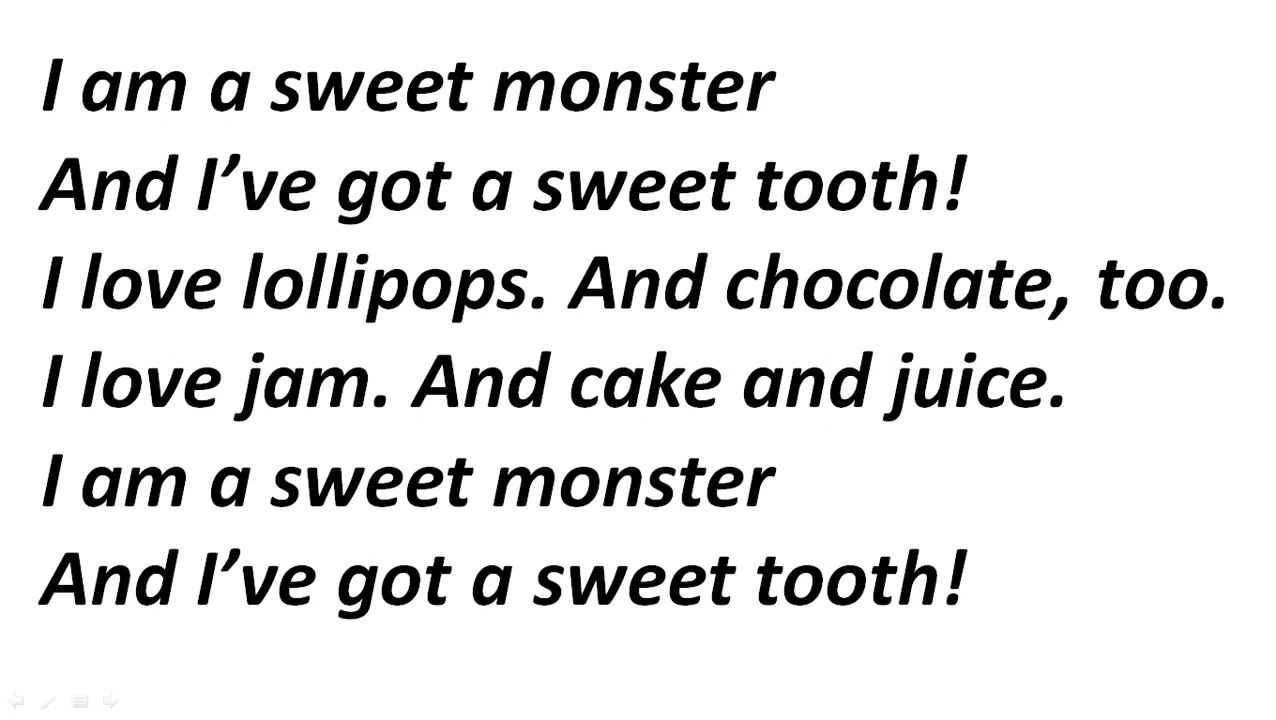 I am a sweet monster
And I’ve got a sweet tooth!
I love lollipops. And chocolate, too.
I love jam. And cake and juice.
I am a sweet monster
And I’ve got a sweet tooth!